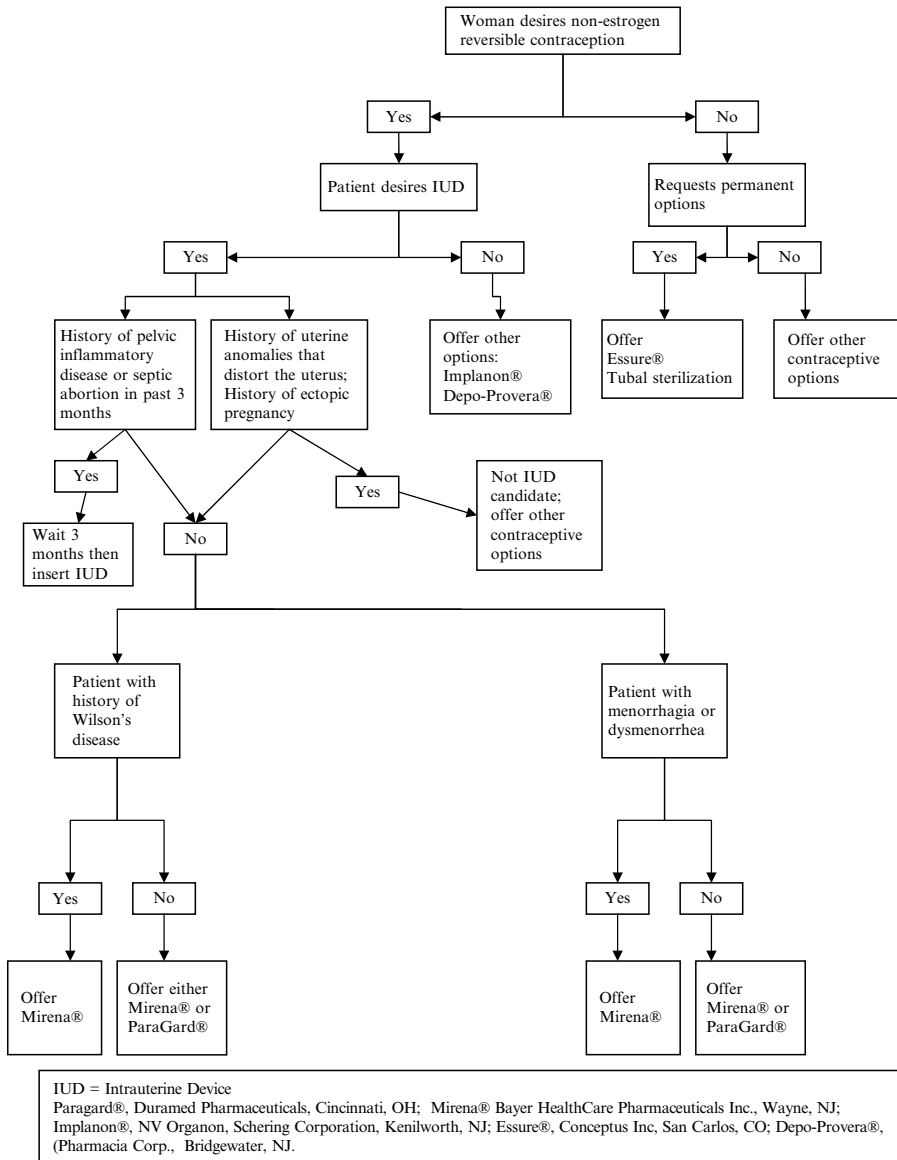 Woman desires non-estrogen
reversible contraception
Yes
No
Patient desires IUD
Requests permanent
options
Yes
No
Yes
No
History of pelvic
inflammatory
disease or septic
abortion in past 3
months
History of uterine
anomalies that
distort the uterus;
History of ectopic
pregnancy
Offer other
options:
Implanon®
Depo-Provera®
Offer
Essure®
Tubal sterilization
Offer other
contraceptive
options
Yes
No
Yes
Not IUD
candidate;
offer other
contraceptive
options
Wait 3
months then
insert IUD
Patient with
history of
Wilson's
disease
Patient with
menorrhagia or
dysmenorrhea
Yes
No
Yes
No
Offer
Mirena®
Offer either
Mirena® or
ParaGard®
Offer
Mirena®
Offer
Mirena® or
ParaGard®
IUD = Intrauterine Device
Paragard®, Duramed Pharmaceuticals, Cincinnati, OH; Mirena® Bayer HealthCare Pharmaceuticals Inc., Wayne, NJ;
Implanon®, NV Organon, Schering Corporation, Kenilworth, NJ; Essure®, Conceptus Inc, San Carlos, CO; Depo-Provera®,
(Pharmacia Corp., Bridgewater, NJ.